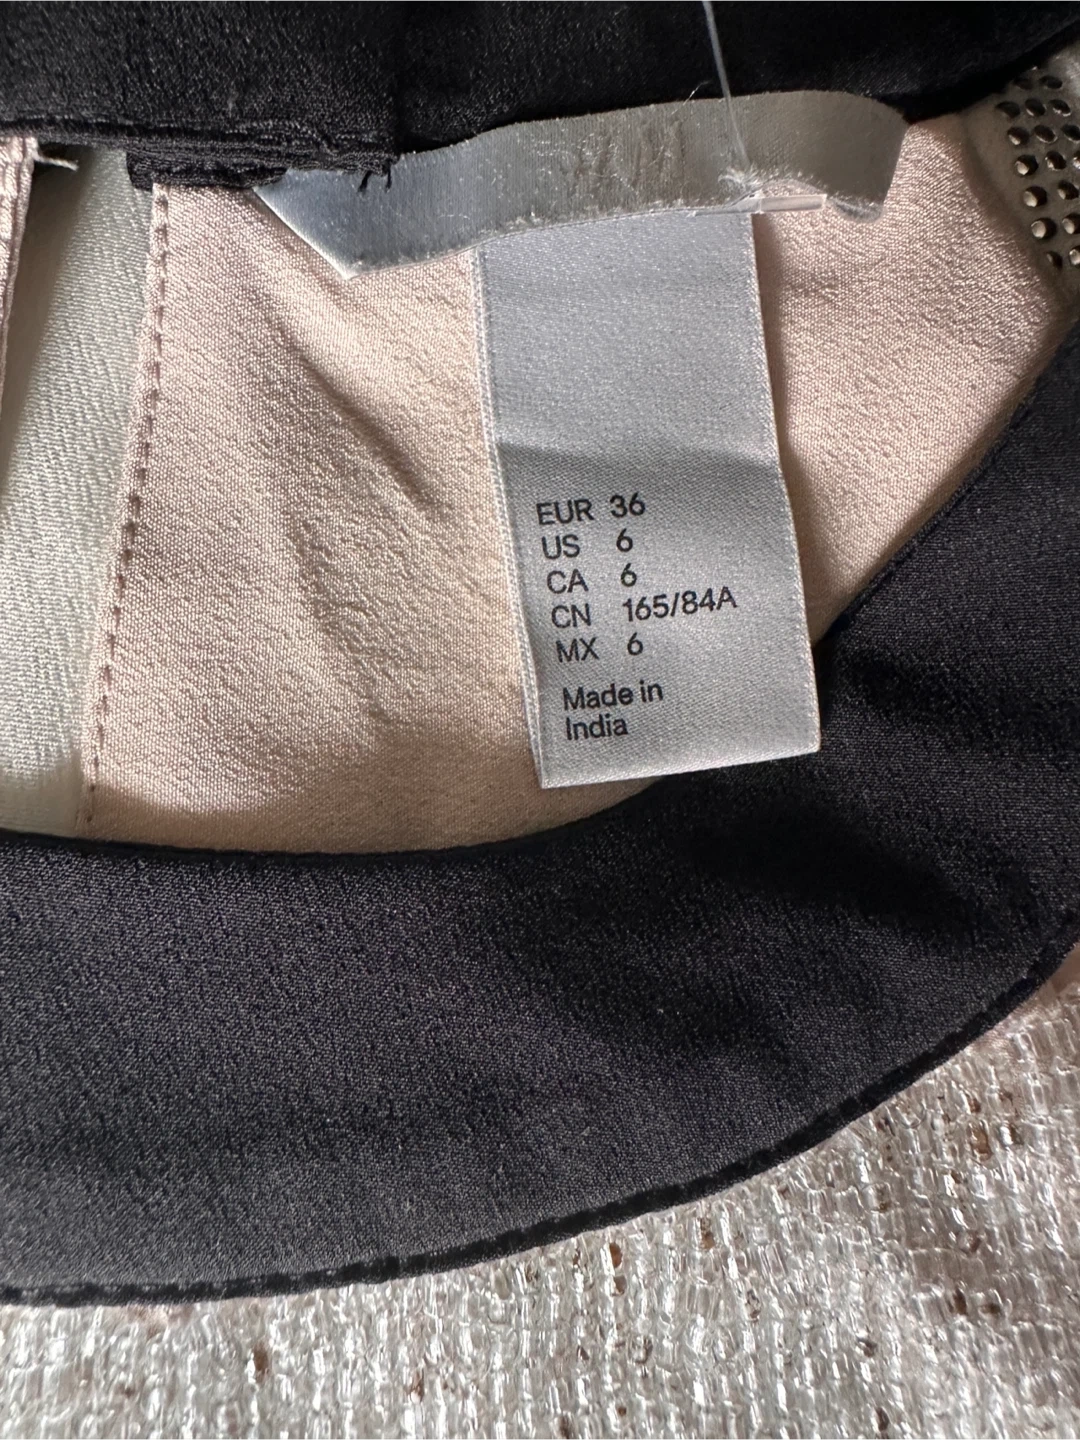 EUR 36
US 6
CA 6
CN 165/84A
MX 6
Made in
India